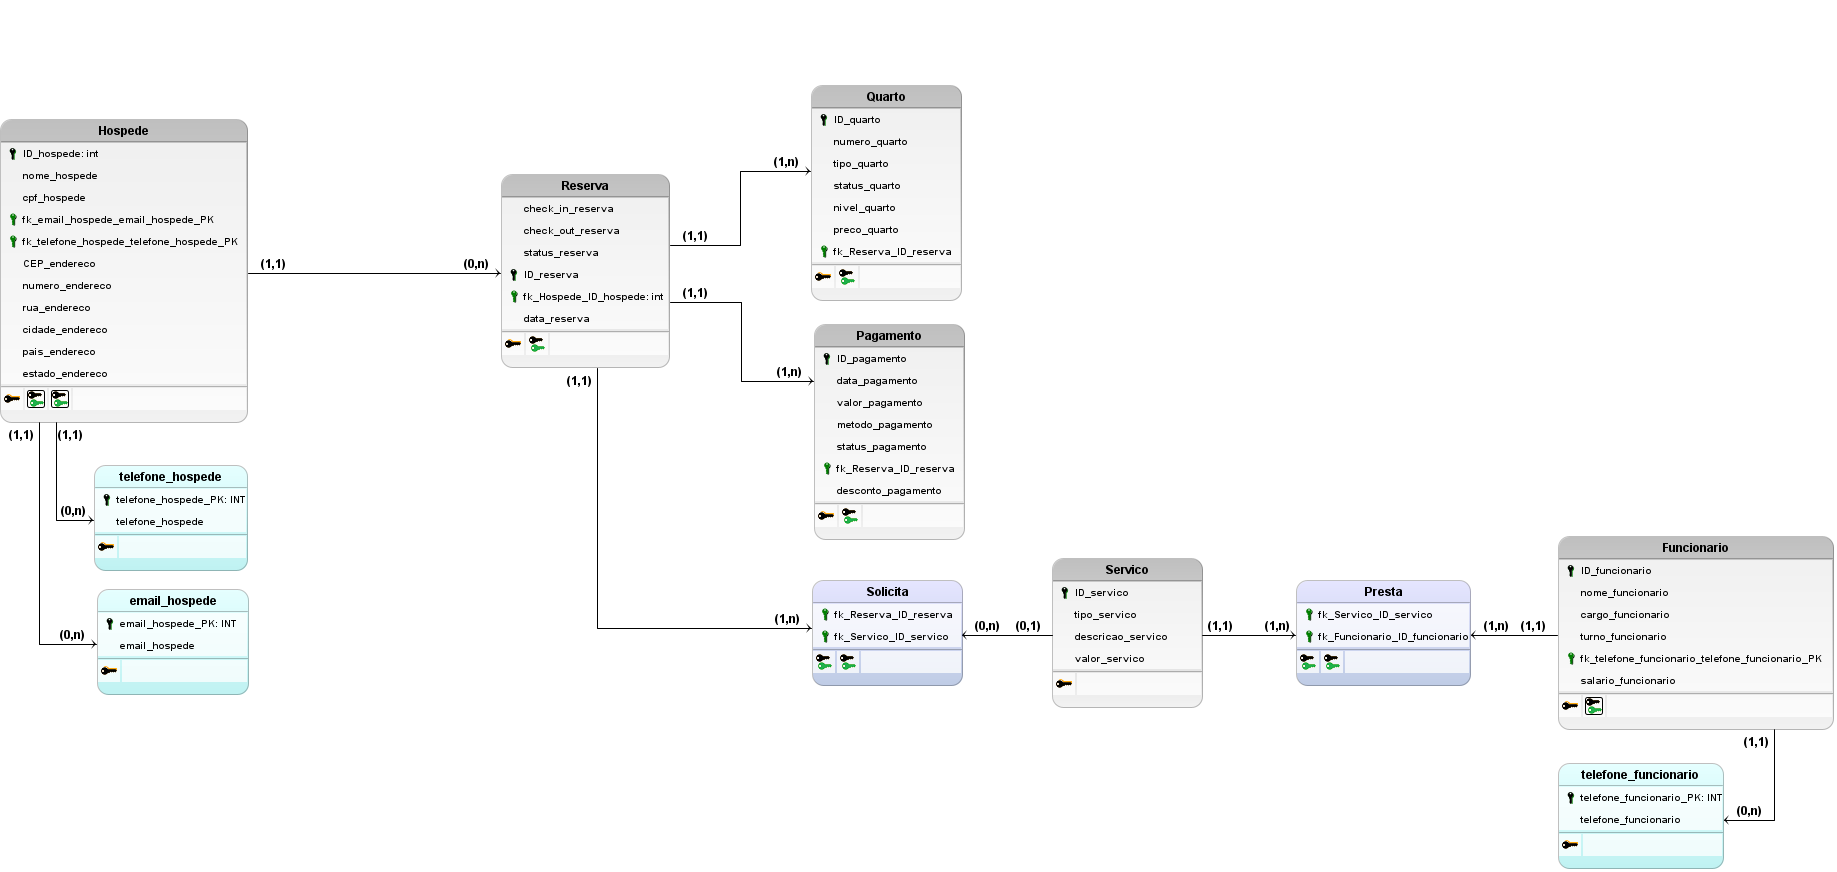 Hospede
ID_hospede: int
nome_hospede
cpf_hospede
fk_email_hospede_email_hospede_PK
fk_telefone_hospede_telefone_hospede_PK
CEP_endereco
numero_endereco
rua_endereco
cidade_endereco
pais_endereco
estado_endereco
(1,1)
(0,n)
(1,1)
(1,1)
telefone_hospede
telefone_hospede_PK: INT
telefone_hospede
(0,n)
email_hospede
email_hospede_PK: INT
email_hospede
(0,n)
Reserva
check_in_reserva
check_out_reserva
status_reserva
ID_reserva
fk_Hospede_ID_hospede: int
data_reserva
(1,1)
(1,n)
(1,1)
(1,n)
(1,1)
(1,n)
Quarto
ID_quarto
numero_quarto
tipo_quarto
status_quarto
nivel_quarto
preco_quarto
fk_Reserva_ID_reserva
Pagamento
ID_pagamento
data_pagamento
valor_pagamento
metodo_pagamento
status_pagamento
fk_Reserva_ID_reserva
desconto_pagamento
Solicita
fk_Reserva_ID_reserva
fk_Servico_ID_servico
(0,n)
(0,1)
Servico
ID_servico
tipo_servico
descricao_servico
valor_servico
(1,1)
(1,n)
Presta
fk_Servico_ID_servico
fk_Funcionario_ID_funcionario
(1,n)
(1,1)
Funcionario
ID_funcionario
nome_funcionario
cargo_funcionario
turno_funcionario
fk_telefone_funcionario_telefone_funcionario_PK
salario_funcionario
(1,1)
telefone_funcionario
telefone_funcionario_PK: INT
telefone_funcionario
(0,n)